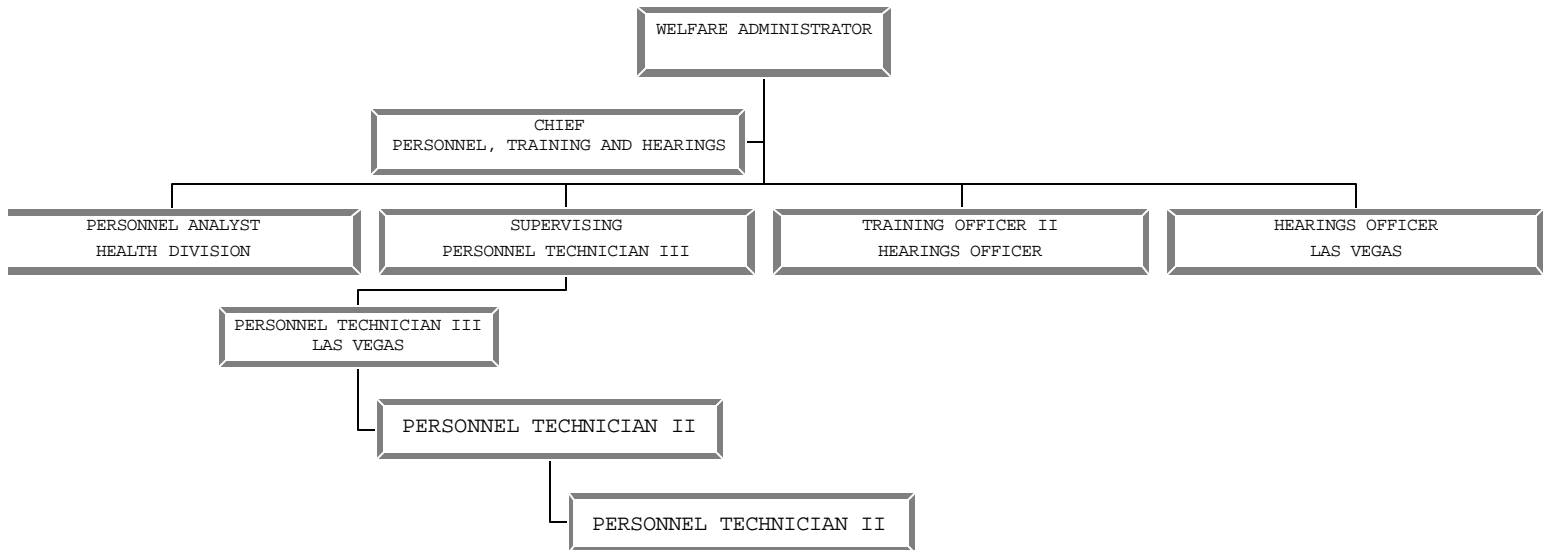 WELFARE ADMINISTRATOR
CHIEF
PERSONNEL, TRAINING AND HEARINGS
PERSONNEL ANALYST
HEALTH DIVISION
SUPERVISING
PERSONNEL TECHNICIAN III
TRAINING OFFICER II
HEARINGS OFFICER
HEARINGS OFFICER
LAS VEGAS
PERSONNEL TECHNICIAN III
LAS VEGAS
PERSONNEL TECHNICIAN II
PERSONNEL TECHNICIAN II